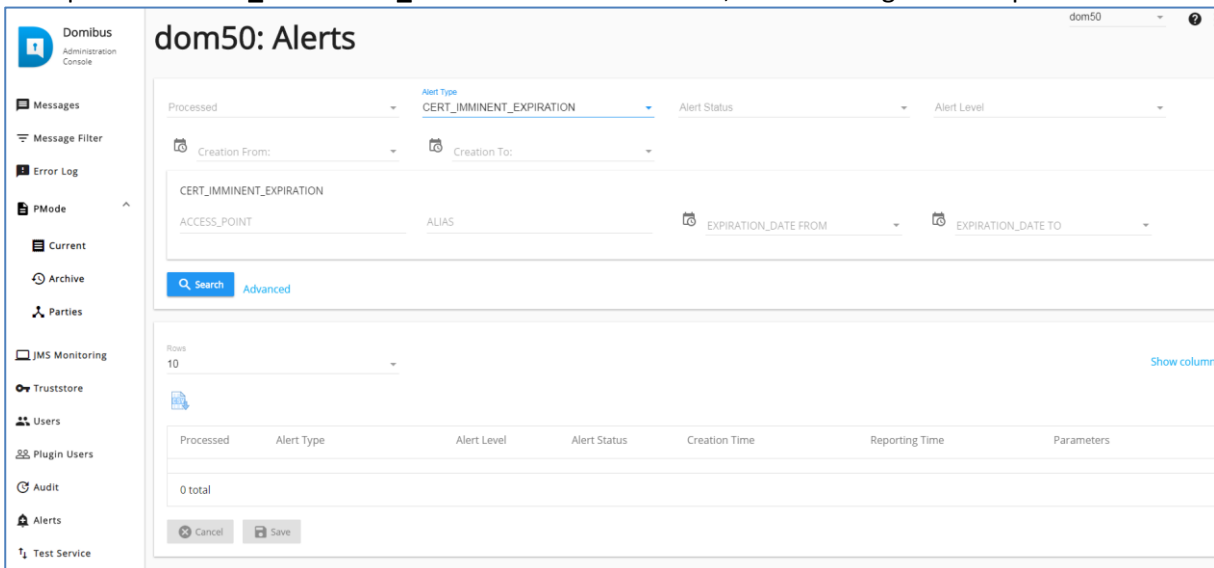 dom50
Domibus
Administration
Console
dom50: Alerts
Messages
Message Filter
Error Log
PMode
Current
Archive
Parties
JMS Monitoring
Truststore
Users
Plugin Users
Audit
Alerts
Test Service
Processed
Alert Type
CERT_IMMINENT_EXPIRATION
Alert Status
Alert Level
Creation From:
Creation To:
CERT_IMMINENT_EXPIRATION
ACCESS_POINT
ALIAS
EXPIRATION_DATE FROM
EXPIRATION_DATE TO
Search
Advanced
Rows
10
Show column
Processed Alert Type Alert Level Alert Status Creation Time Reporting Time Parameters
0 total
Cancel
Save